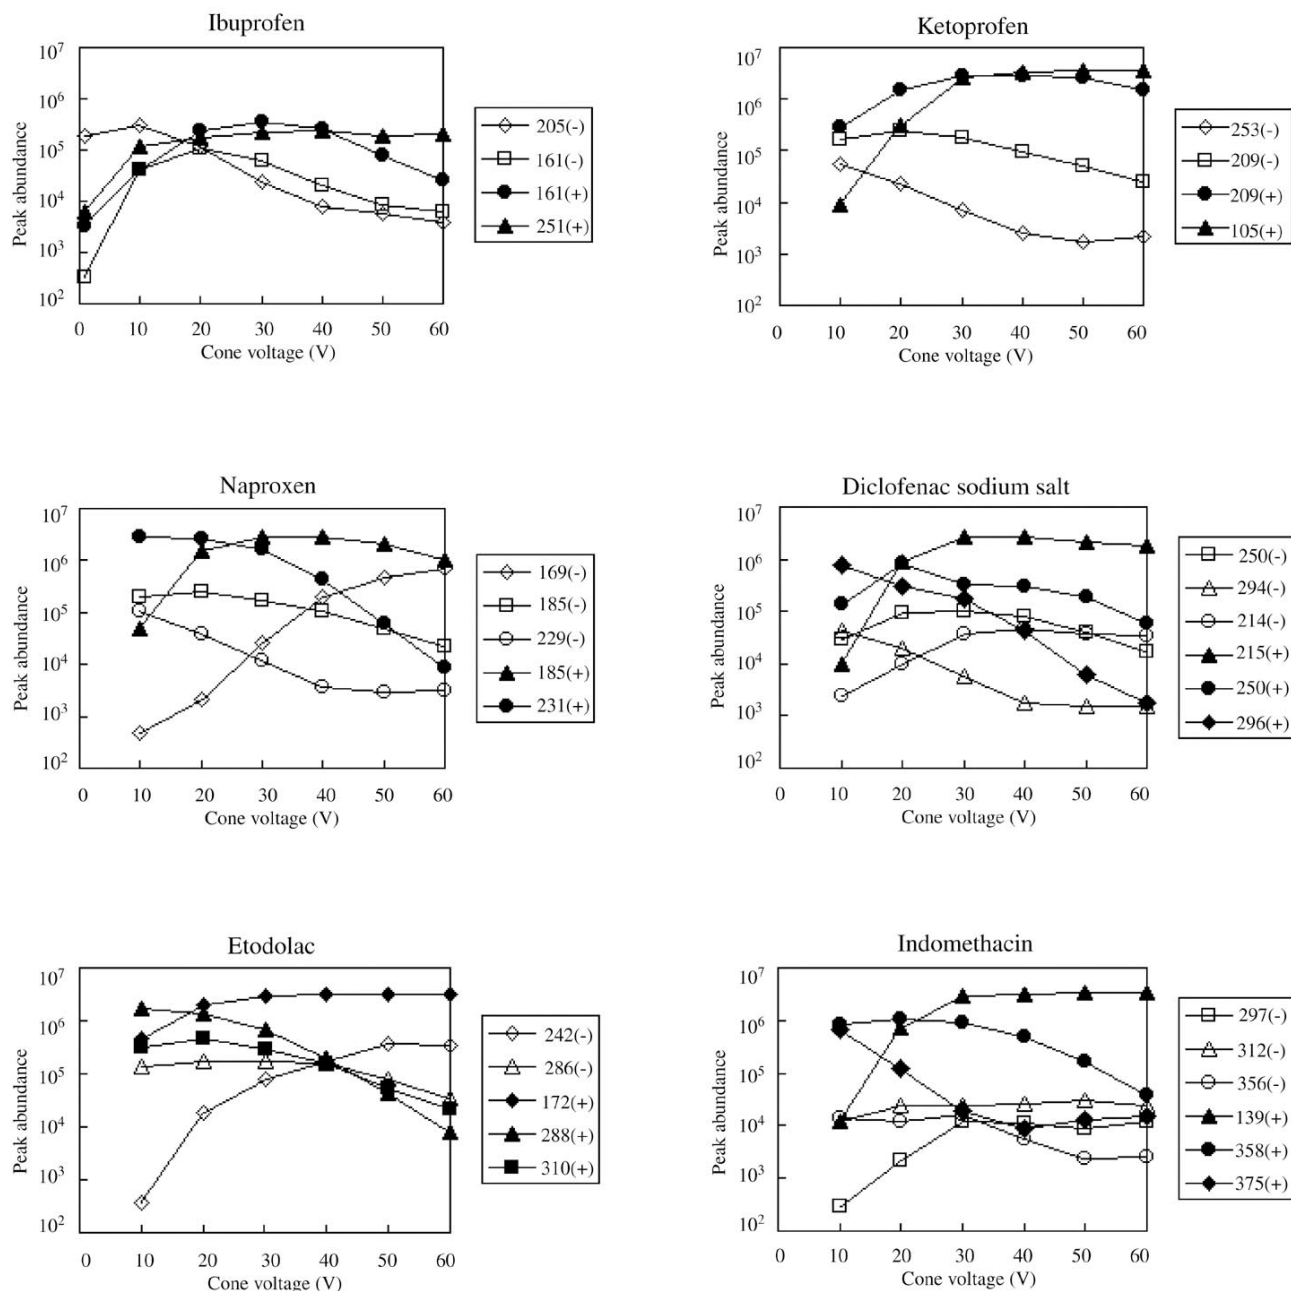 Ibuprofen
10⁷
10⁶
10⁵
10⁴
10³
10²
Peak abundance
0 10 20 30 40 50 60
Cone voltage (V)
205(-)
161(-)
161(+)
251(+)
Ketoprofen
10⁷
10⁶
10⁵
10⁴
10³
10²
Peak abundance
0 10 20 30 40 50 60
Cone voltage (V)
253(-)
209(-)
209(+)
105(+)
Naproxen
10⁷
10⁶
10⁵
10⁴
10³
10²
Peak abundance
0 10 20 30 40 50 60
Cone voltage (V)
169(-)
185(-)
229(-)
185(+)
231(+)
Diclofenac sodium salt
10⁷
10⁶
10⁵
10⁴
10³
10²
Peak abundance
0 10 20 30 40 50 60
Cone voltage (V)
250(-)
294(-)
214(-)
215(+)
250(+)
296(+)
Etodolac
10⁷
10⁶
10⁵
10⁴
10³
10²
Peak abundance
0 10 20 30 40 50 60
Cone voltage (V)
242(-)
286(-)
172(+)
288(+)
310(+)
Indomethacin
10⁷
10⁶
10⁵
10⁴
10³
10²
Peak abundance
0 10 20 30 40 50 60
Cone voltage (V)
297(-)
312(-)
356(-)
139(+)
358(+)
375(+)